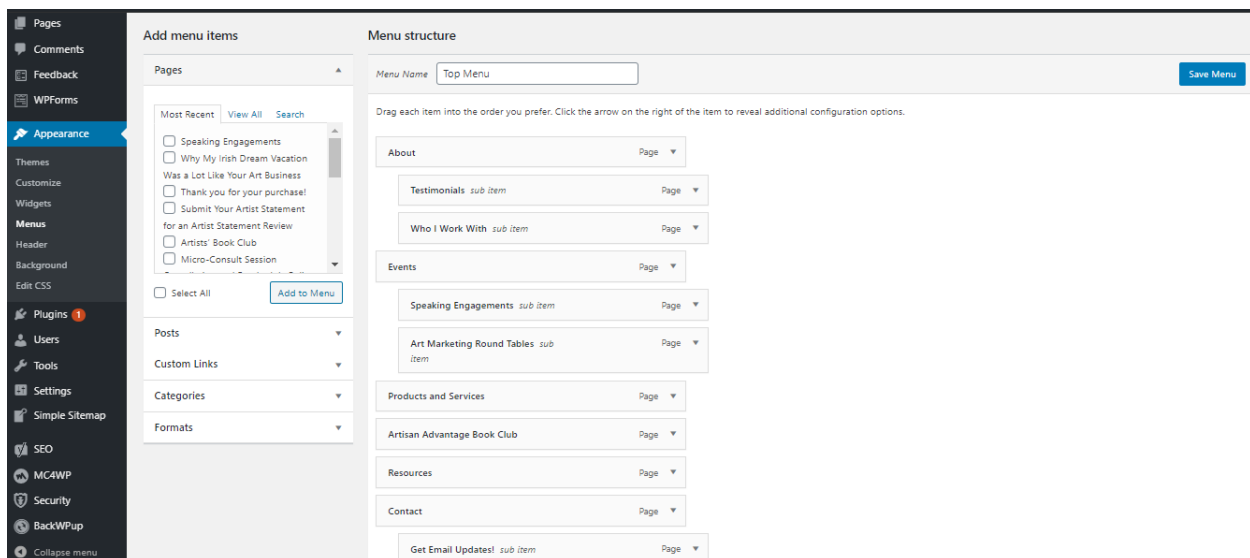 Pages
Comments
Feedback
WPForms
Appearance
Themes
Customize
Widgets
Menus
Header
Background
Edit CSS
Plugins 1
Users
Tools
Settings
Simple Sitemap
SEO
MC4WP
Security
BackWPup
Collapse menu
Add menu items
Pages
Most Recent View All Search
Speaking Engagements
Why My Irish Dream Vacation
Was a Lot Like Your Art Business
Thank you for your purchase!
Submit Your Artist Statement
for an Artist Statement Review
Artists' Book Club
Micro-Consult Session
Select All Add to Menu
Posts
Custom Links
Categories
Formats
Menu structure
Menu Name Top Menu Save Menu
Drag each item into the order you prefer. Click the arrow on the right of the item to reveal additional configuration options.
About Page
Testimonials sub item Page
Who I Work With sub item Page
Events Page
Speaking Engagements sub item Page
Art Marketing Round Tables sub Page
item
Products and Services Page
Artisan Advantage Book Club Page
Resources Page
Contact Page
Get Email Updates! sub item Page